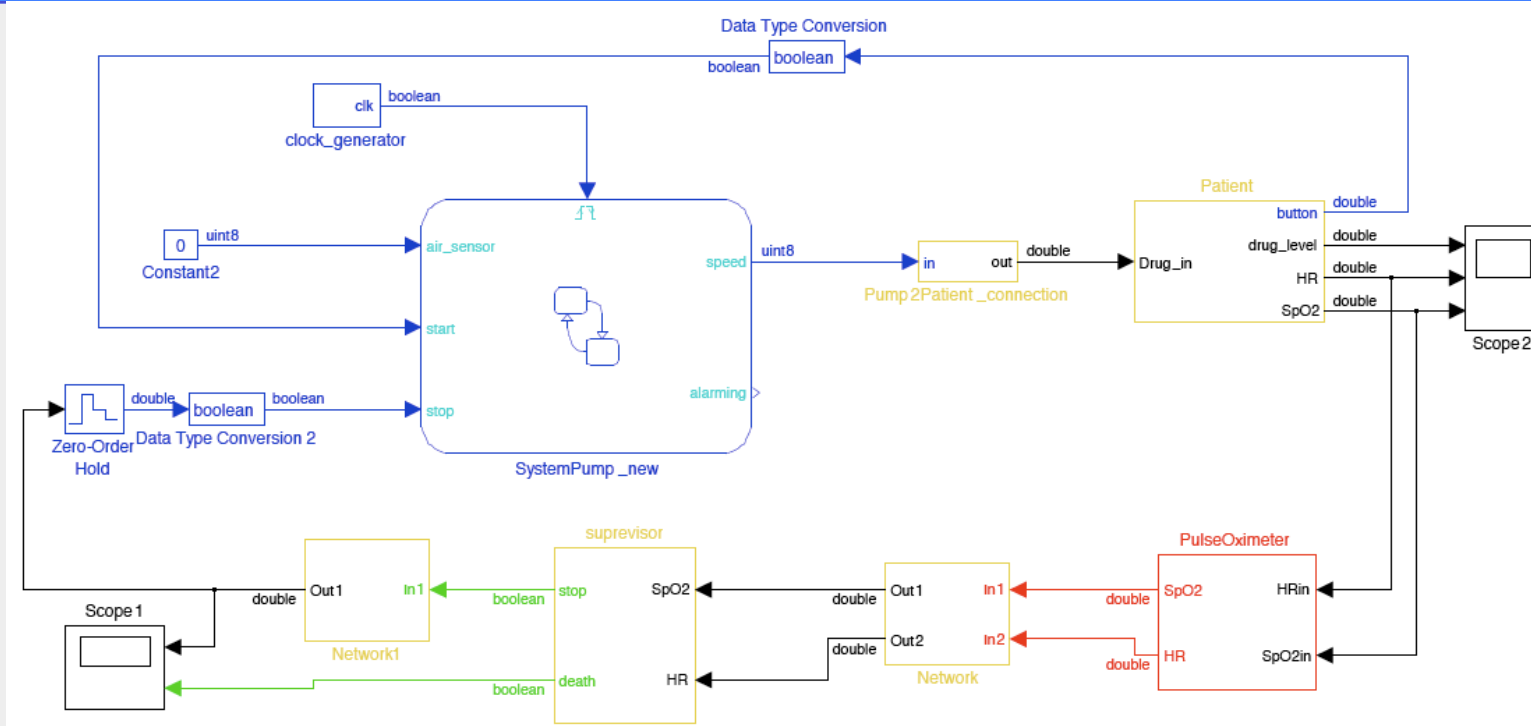 Data Type Conversion
boolean
boolean
clk
boolean
clock_generator
Patient
button
double
0
uint8
Constant2
air_sensor
speed
uint8
in
out
double
Pump2Patient _connection
Drug_in
drug_level
double
HR
double
SpO2
double
Scope2
start
alarming
double
boolean
boolean
stop
Zero-Order
Hold
Data Type Conversion 2
SystemPump _new
suprevisor
PulseOximeter
Out1
double
In1
boolean
stop
SpO2
double
Out1
In1
double
SpO2
HRin
Scope1
Network1
Out2
double
In2
double
HR
SpO2in
boolean
death
HR
Network